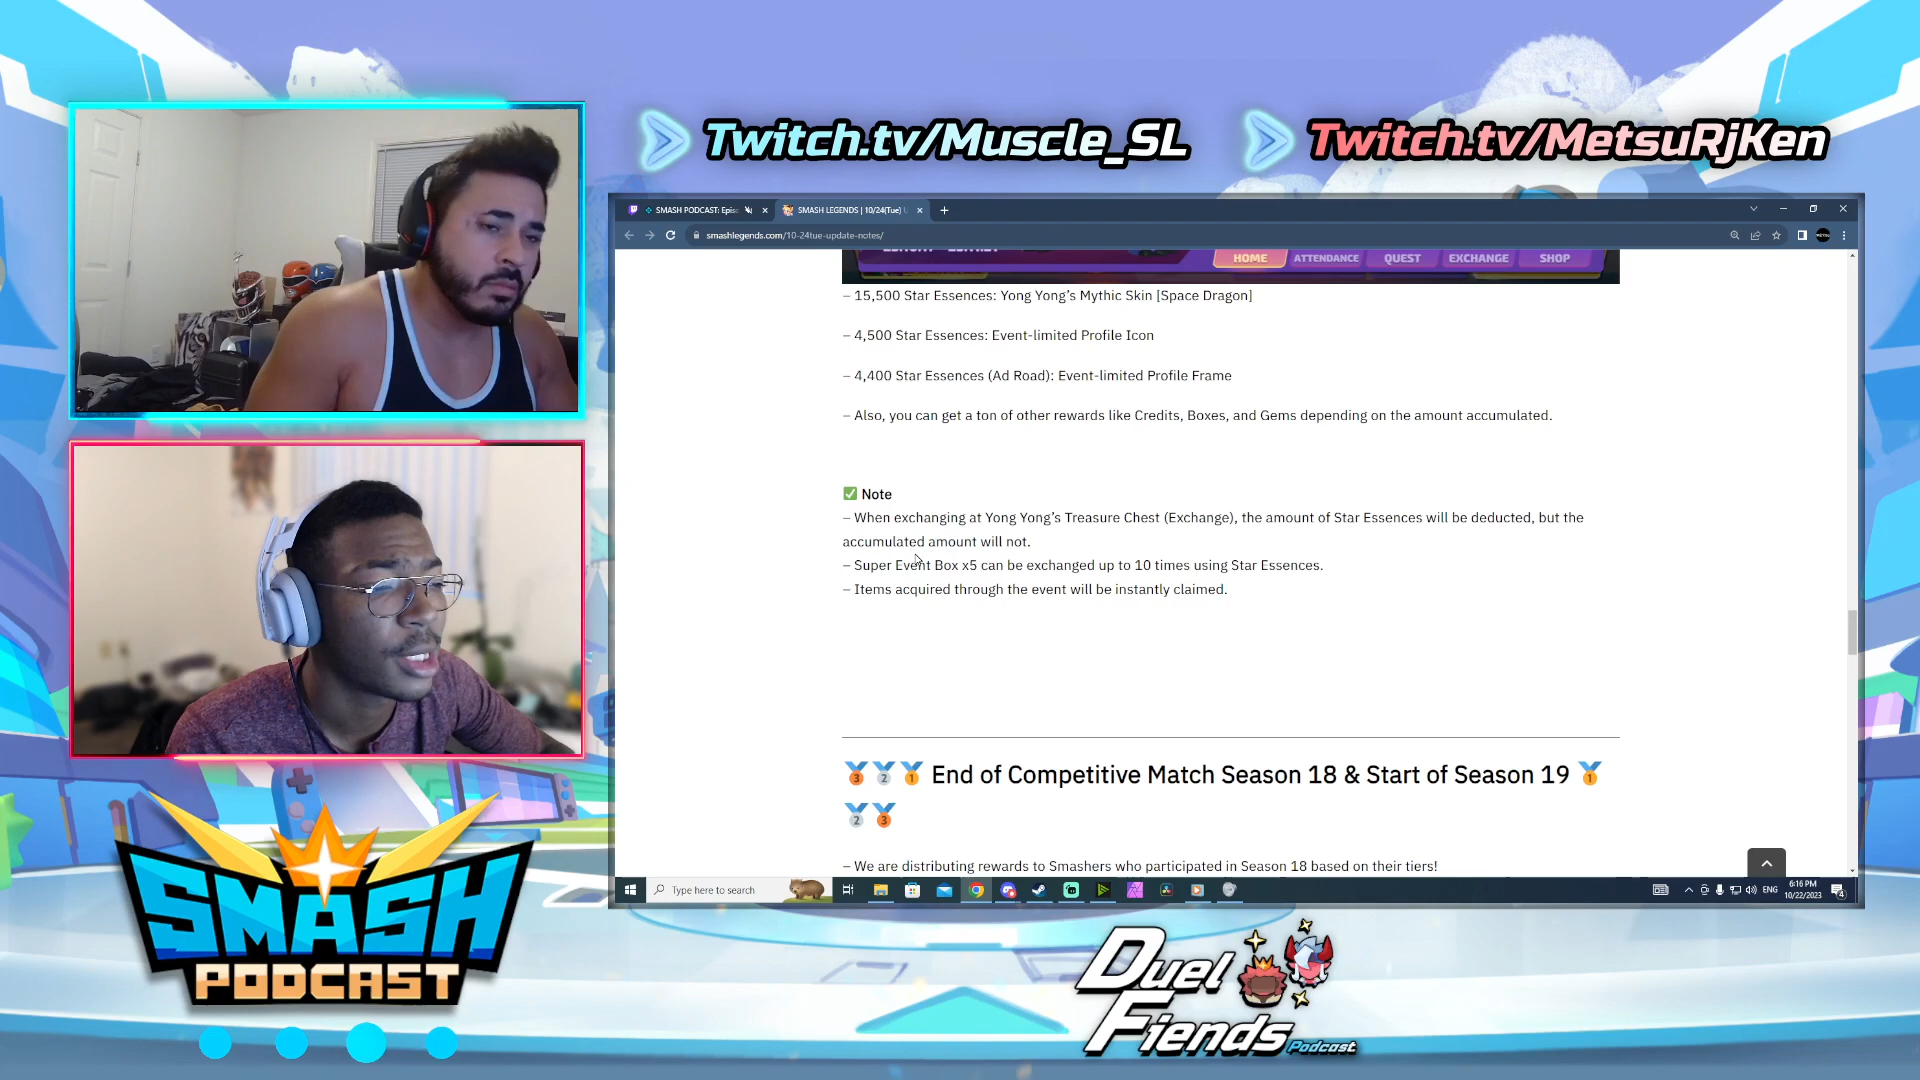 Twitch.tv/Muscle_SL
Twitch.tv/MetsuRjKen
SMASH PODCAST: Epis
SMASH LEGENDS | 10/24(Tue) U
smashlegends.com/10-24tue-update-notes/
HOME ATTENDANCE QUEST EXCHANGE SHOP
– 15,500 Star Essences: Yong Yong's Mythic Skin [Space Dragon]
– 4,500 Star Essences: Event-limited Profile Icon
– 4,400 Star Essences (Ad Road): Event-limited Profile Frame
– Also, you can get a ton of other rewards like Credits, Boxes, and Gems depending on the amount accumulated.
✅ Note
– When exchanging at Yong Yong's Treasure Chest (Exchange), the amount of Star Essences will be deducted, but the
accumulated amount will not.
– Super Event Box x5 can be exchanged up to 10 times using Star Essences.
– Items acquired through the event will be instantly claimed.
🥉🥈🥇 End of Competitive Match Season 18 & Start of Season 19 🥇
🥈🥉
– We are distributing rewards to Smashers who participated in Season 18 based on their tiers!
Type here to search
ENG
6:16 PM
10/22/2023
4
SMASH
PODCAST
Duel
Fiends
Podcast